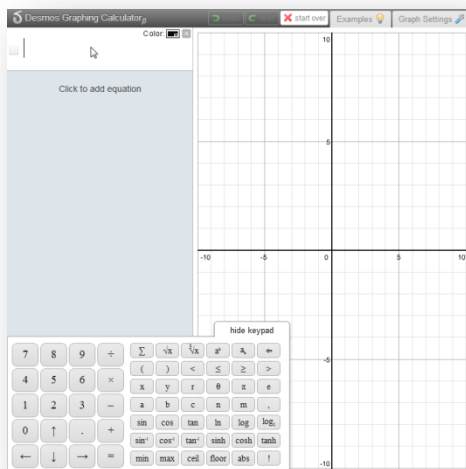 Desmos Graphing Calculatorβ
start over
Examples
Graph Settings
Color:
Click to add equation
10
5
-10 -5 0 5 10
-5
-10
hide keypad
7 8 9 ÷ ∑ √x ∛x aᵇ aₓ ←
4 5 6 × ( ) < ≤ ≥ >
x y r θ π e
1 2 3 − a b c n m ,
0 ↑ . + sin cos tan ln log logₐ
sin⁻¹ cos⁻¹ tan⁻¹ sinh cosh tanh
← ↓ → = min max ceil floor abs !